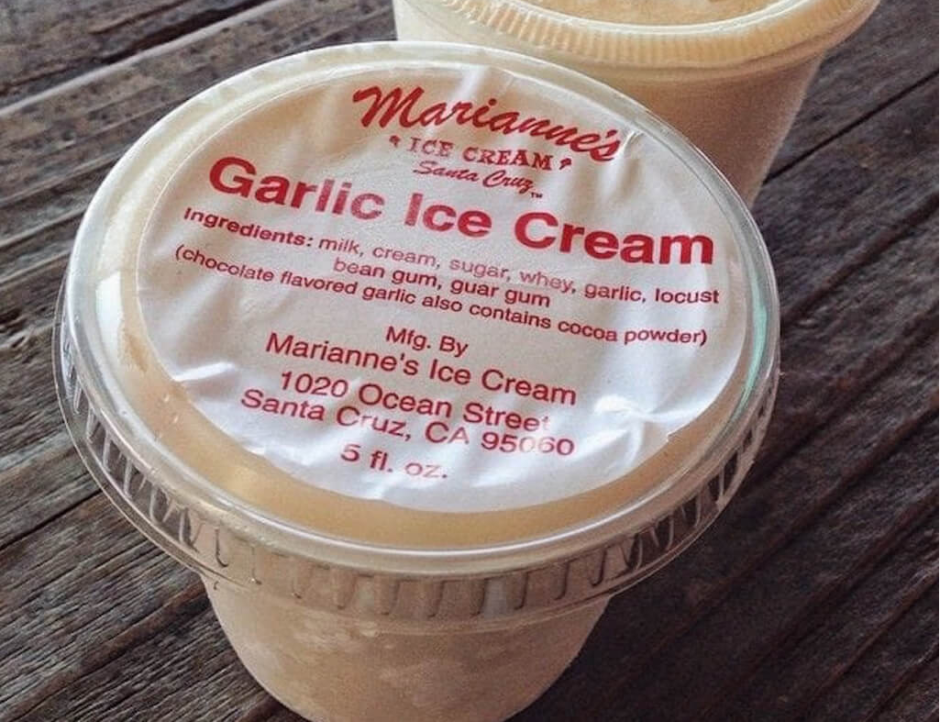 Marianne's
ICE CREAM
Santa Cruz™
Garlic Ice Cream
Ingredients: milk, cream, sugar, whey, garlic, locust
bean gum, guar gum
(chocolate flavored garlic also contains cocoa powder)
Mfg. By
Marianne's Ice Cream
1020 Ocean Street
Santa Cruz, CA 95060
5 fl. oz.